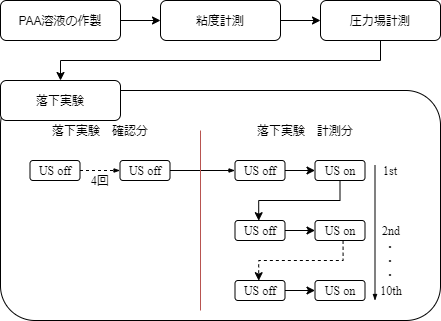 PAA溶液の作製
粘度計測
圧力場計測
落下実験
落下実験 確認分
落下実験 計測分
US off
4回
US off
US off
US on
1st
US off
US on
2nd
・
・
・
US off
US on
10th